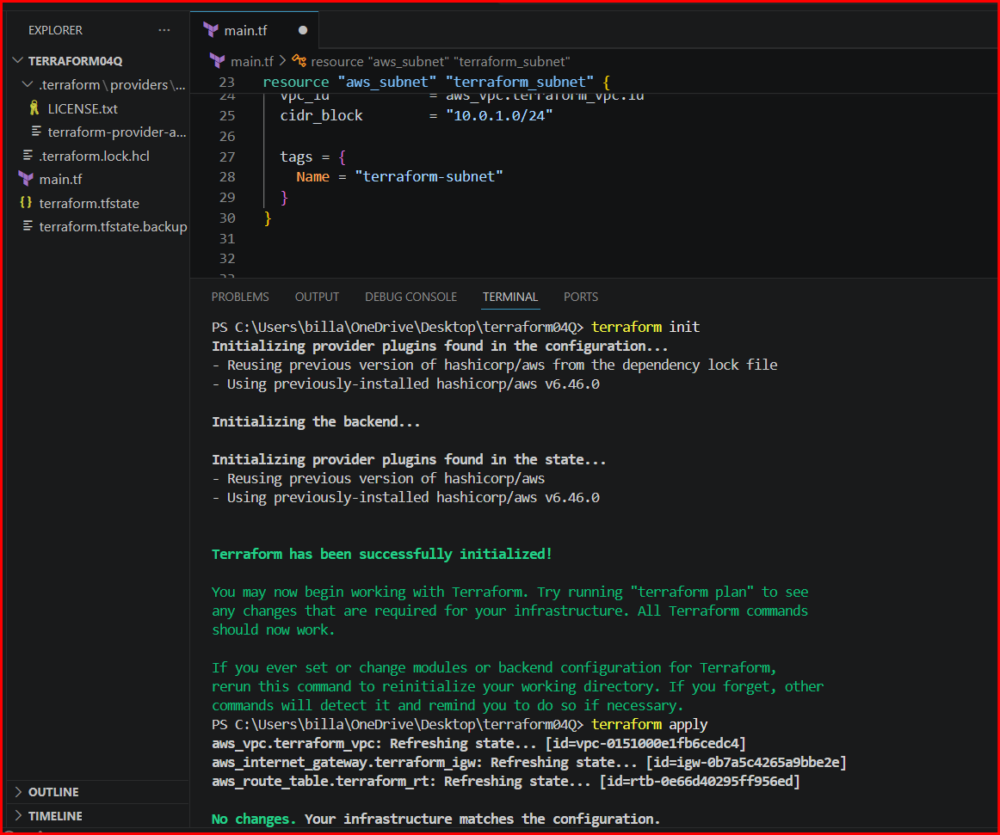 EXPLORER ...
TERRAFORM04Q
.terraform\providers\...
LICENSE.txt
terraform-provider-a...
.terraform.lock.hcl
main.tf
terraform.tfstate
terraform.tfstate.backup
OUTLINE
TIMELINE
main.tf
main.tf > resource "aws_subnet" "terraform_subnet"
23 resource "aws_subnet" "terraform_subnet" {
24 vpc_id = aws_vpc.terraform_vpc.id
25 cidr_block = "10.0.1.0/24"
26
27 tags = {
28 Name = "terraform-subnet"
29 }
30 }
31
32
33
PROBLEMS OUTPUT DEBUG CONSOLE TERMINAL PORTS
PS C:\Users\billa\OneDrive\Desktop\terraform04Q> terraform init
Initializing provider plugins found in the configuration...
- Reusing previous version of hashicorp/aws from the dependency lock file
- Using previously-installed hashicorp/aws v6.46.0
Initializing the backend...
Initializing provider plugins found in the state...
- Reusing previous version of hashicorp/aws
- Using previously-installed hashicorp/aws v6.46.0
Terraform has been successfully initialized!
You may now begin working with Terraform. Try running "terraform plan" to see
any changes that are required for your infrastructure. All Terraform commands
should now work.
If you ever set or change modules or backend configuration for Terraform,
rerun this command to reinitialize your working directory. If you forget, other
commands will detect it and remind you to do so if necessary.
PS C:\Users\billa\OneDrive\Desktop\terraform04Q> terraform apply
aws_vpc.terraform_vpc: Refreshing state... [id=vpc-0151000e1fb6cedc4]
aws_internet_gateway.terraform_igw: Refreshing state... [id=igw-0b7a5c4265a9bbe2e]
aws_route_table.terraform_rt: Refreshing state... [id=rtb-0e66d40295ff956ed]
No changes. Your infrastructure matches the configuration.